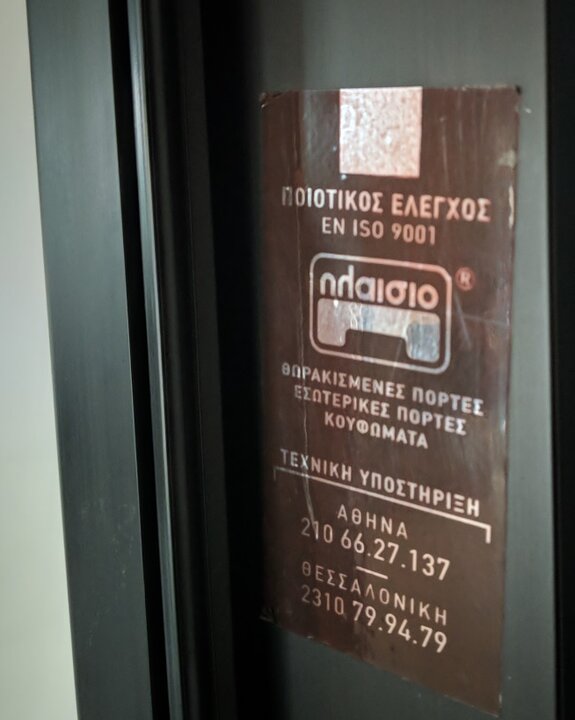 ΠΟΙΟΤΙΚΟΣ ΕΛΕΓΧΟΣ
EN ISO 9001
πλαισιο®
ΘΩΡΑΚΙΣΜΕΝΕΣ ΠΟΡΤΕΣ
ΕΣΩΤΕΡΙΚΕΣ ΠΟΡΤΕΣ
ΚΟΥΦΩΜΑΤΑ
ΤΕΧΝΙΚΗ ΥΠΟΣΤΗΡΙΞΗ
ΑΘΗΝΑ
210 66.27.137
ΘΕΣΣΑΛΟΝΙΚΗ
2310 79.94.79